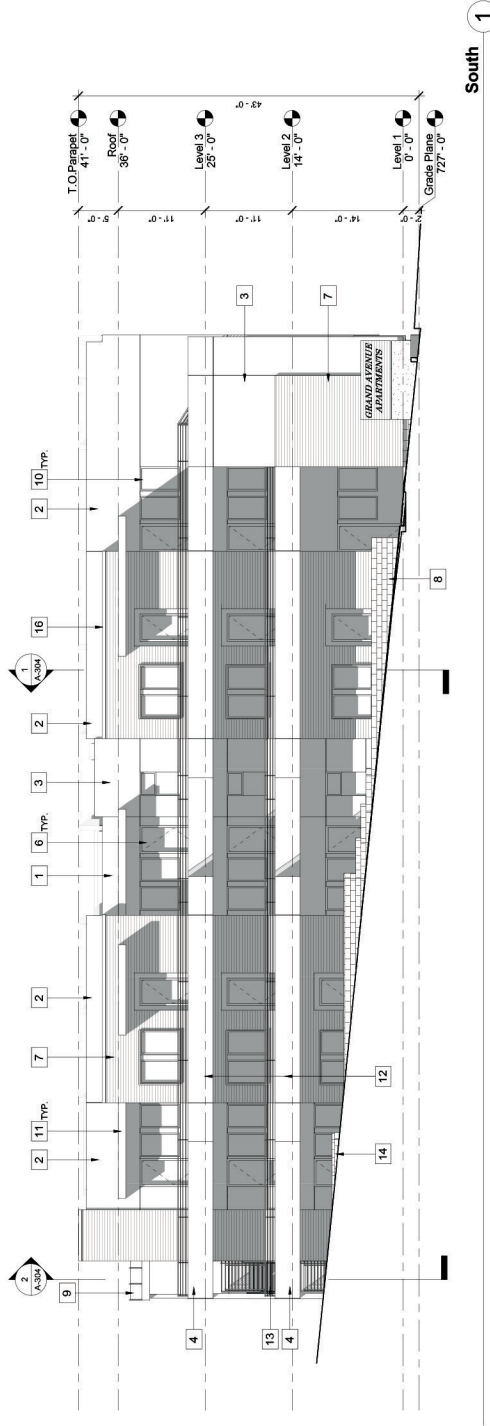 2
A-304
9
2
11 TYP.
7
2
1
6 TYP.
3
2
1
A-304
16
2
10 TYP.
T.O.Parapet
41' - 0"
Roof
36' - 0"
Level 3
25' - 0"
Level 2
14' - 0"
Level 1
0' - 0"
Grade Plane
727' - 0"
5' - 0"
11' - 0"
11' - 0"
14' - 0"
2' - 0"
43' - 0"
3
7
GRAND AVENUE
APARTMENTS
4
13
4
14
12
8
South
1